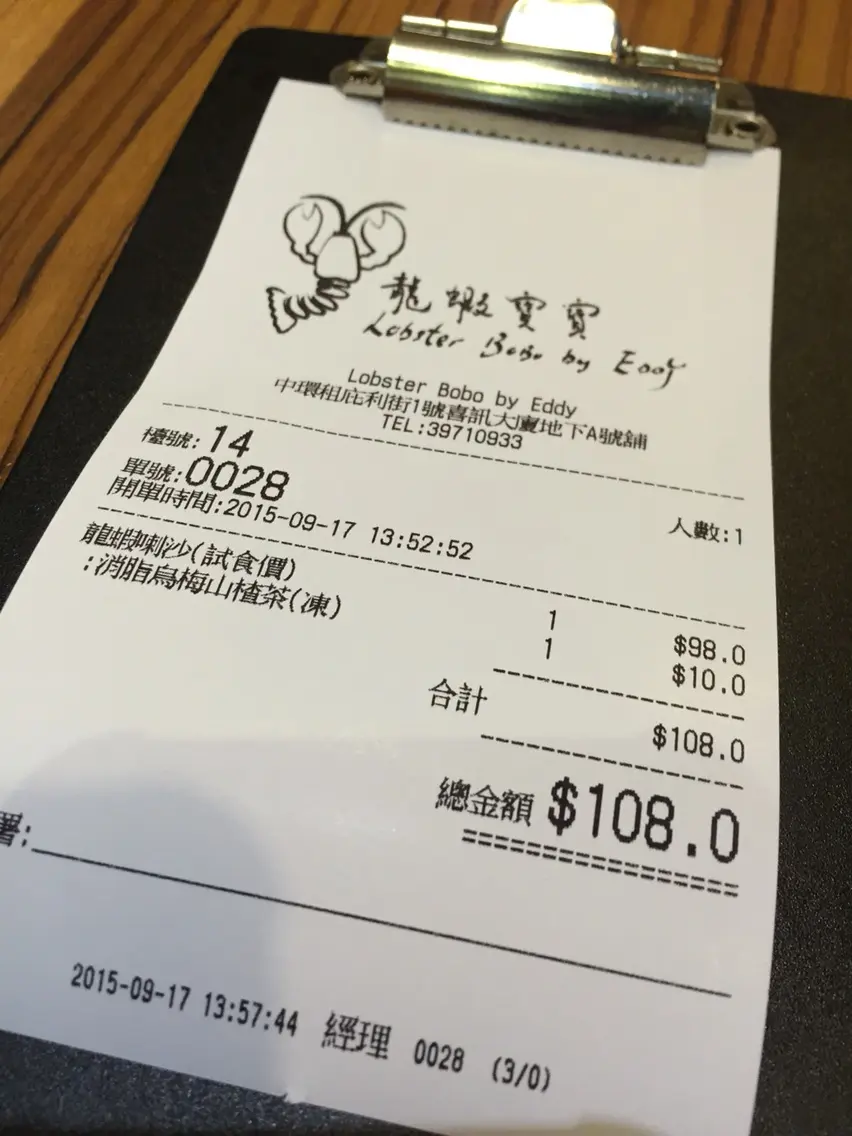 龍蝦寶寶
Lobster Bobo by Eddy
Lobster Bobo by Eddy
中環租庇利街1號喜訊大廈地下A號舖
TEL:39710933
檯號: 14
單號:0028 人數:1
開單時間:2015-09-17 13:52:52
龍蝦喇沙(試食價) 1 $98.0
:消脂烏梅山楂茶(凍) 1 $10.0
合計 $108.0
總金額 $108.0
署:
2015-09-17 13:57:44 經理 0028 (3/0)